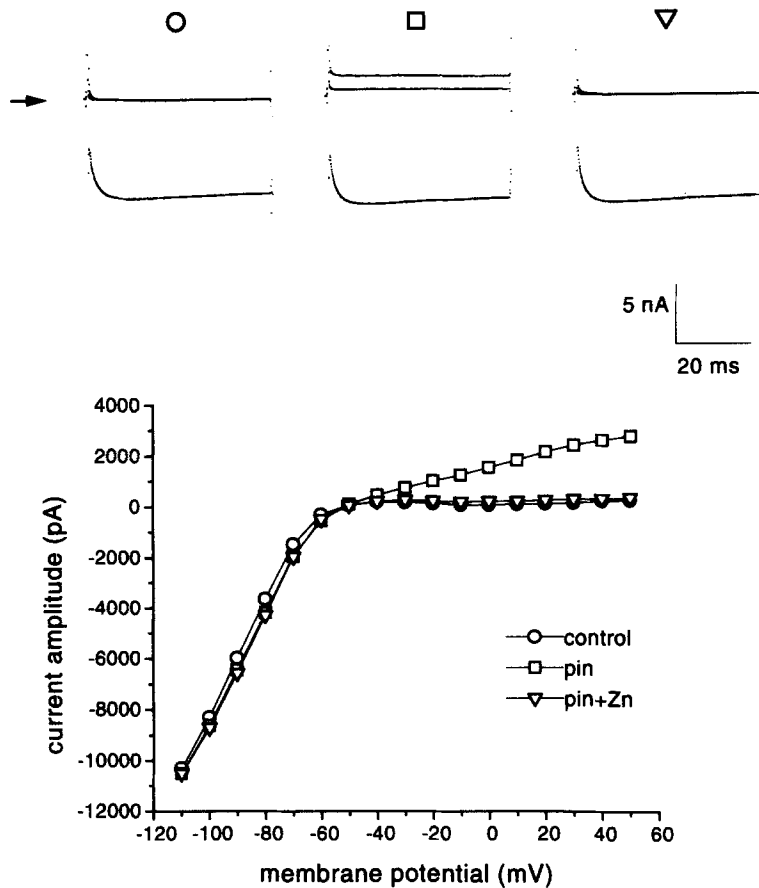 5 nA
20 ms
4000
2000
0
-2000
-4000
-6000
-8000
-10000
-12000
current amplitude (pA)
control
pin
pin+Zn
-120 -100 -80 -60 -40 -20 0 20 40 60
membrane potential (mV)